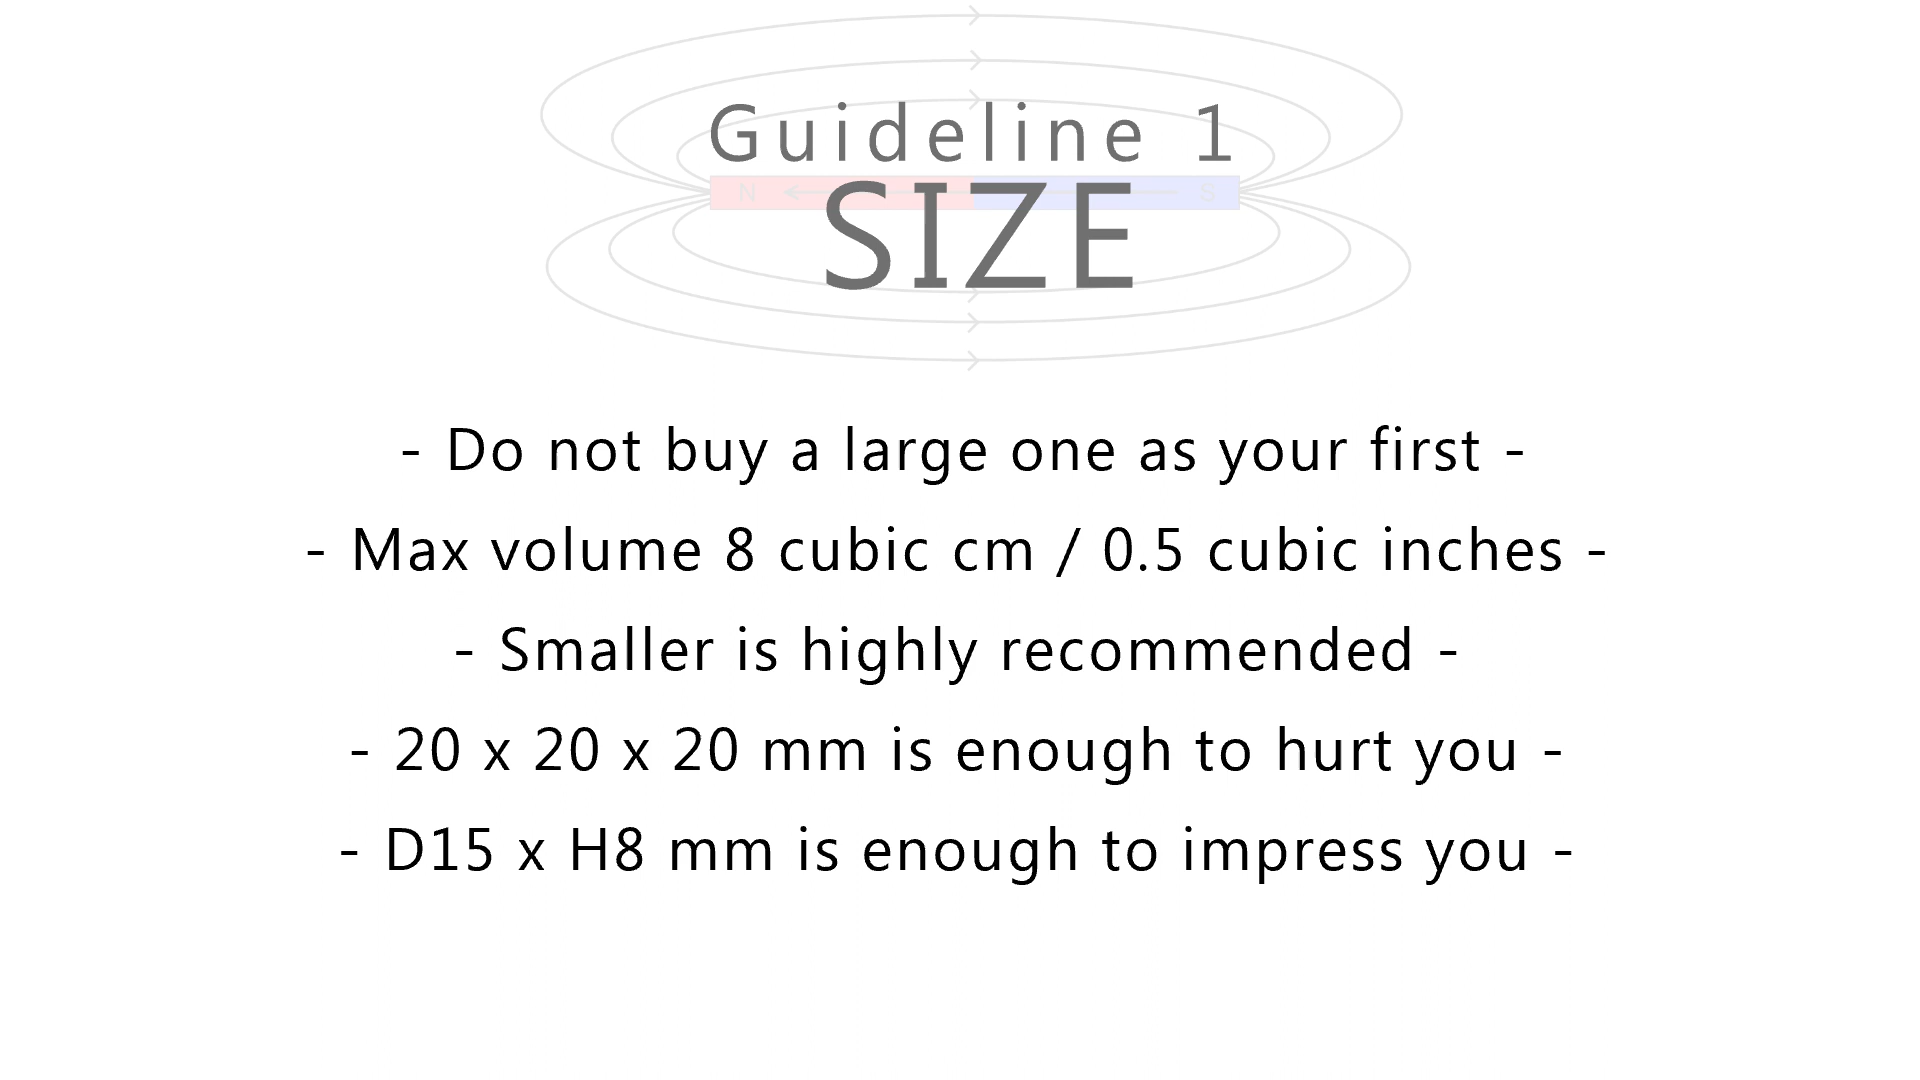 Guideline 1
N S
SIZE
- Do not buy a large one as your first -
- Max volume 8 cubic cm / 0.5 cubic inches -
- Smaller is highly recommended -
- 20 x 20 x 20 mm is enough to hurt you -
- D15 x H8 mm is enough to impress you -